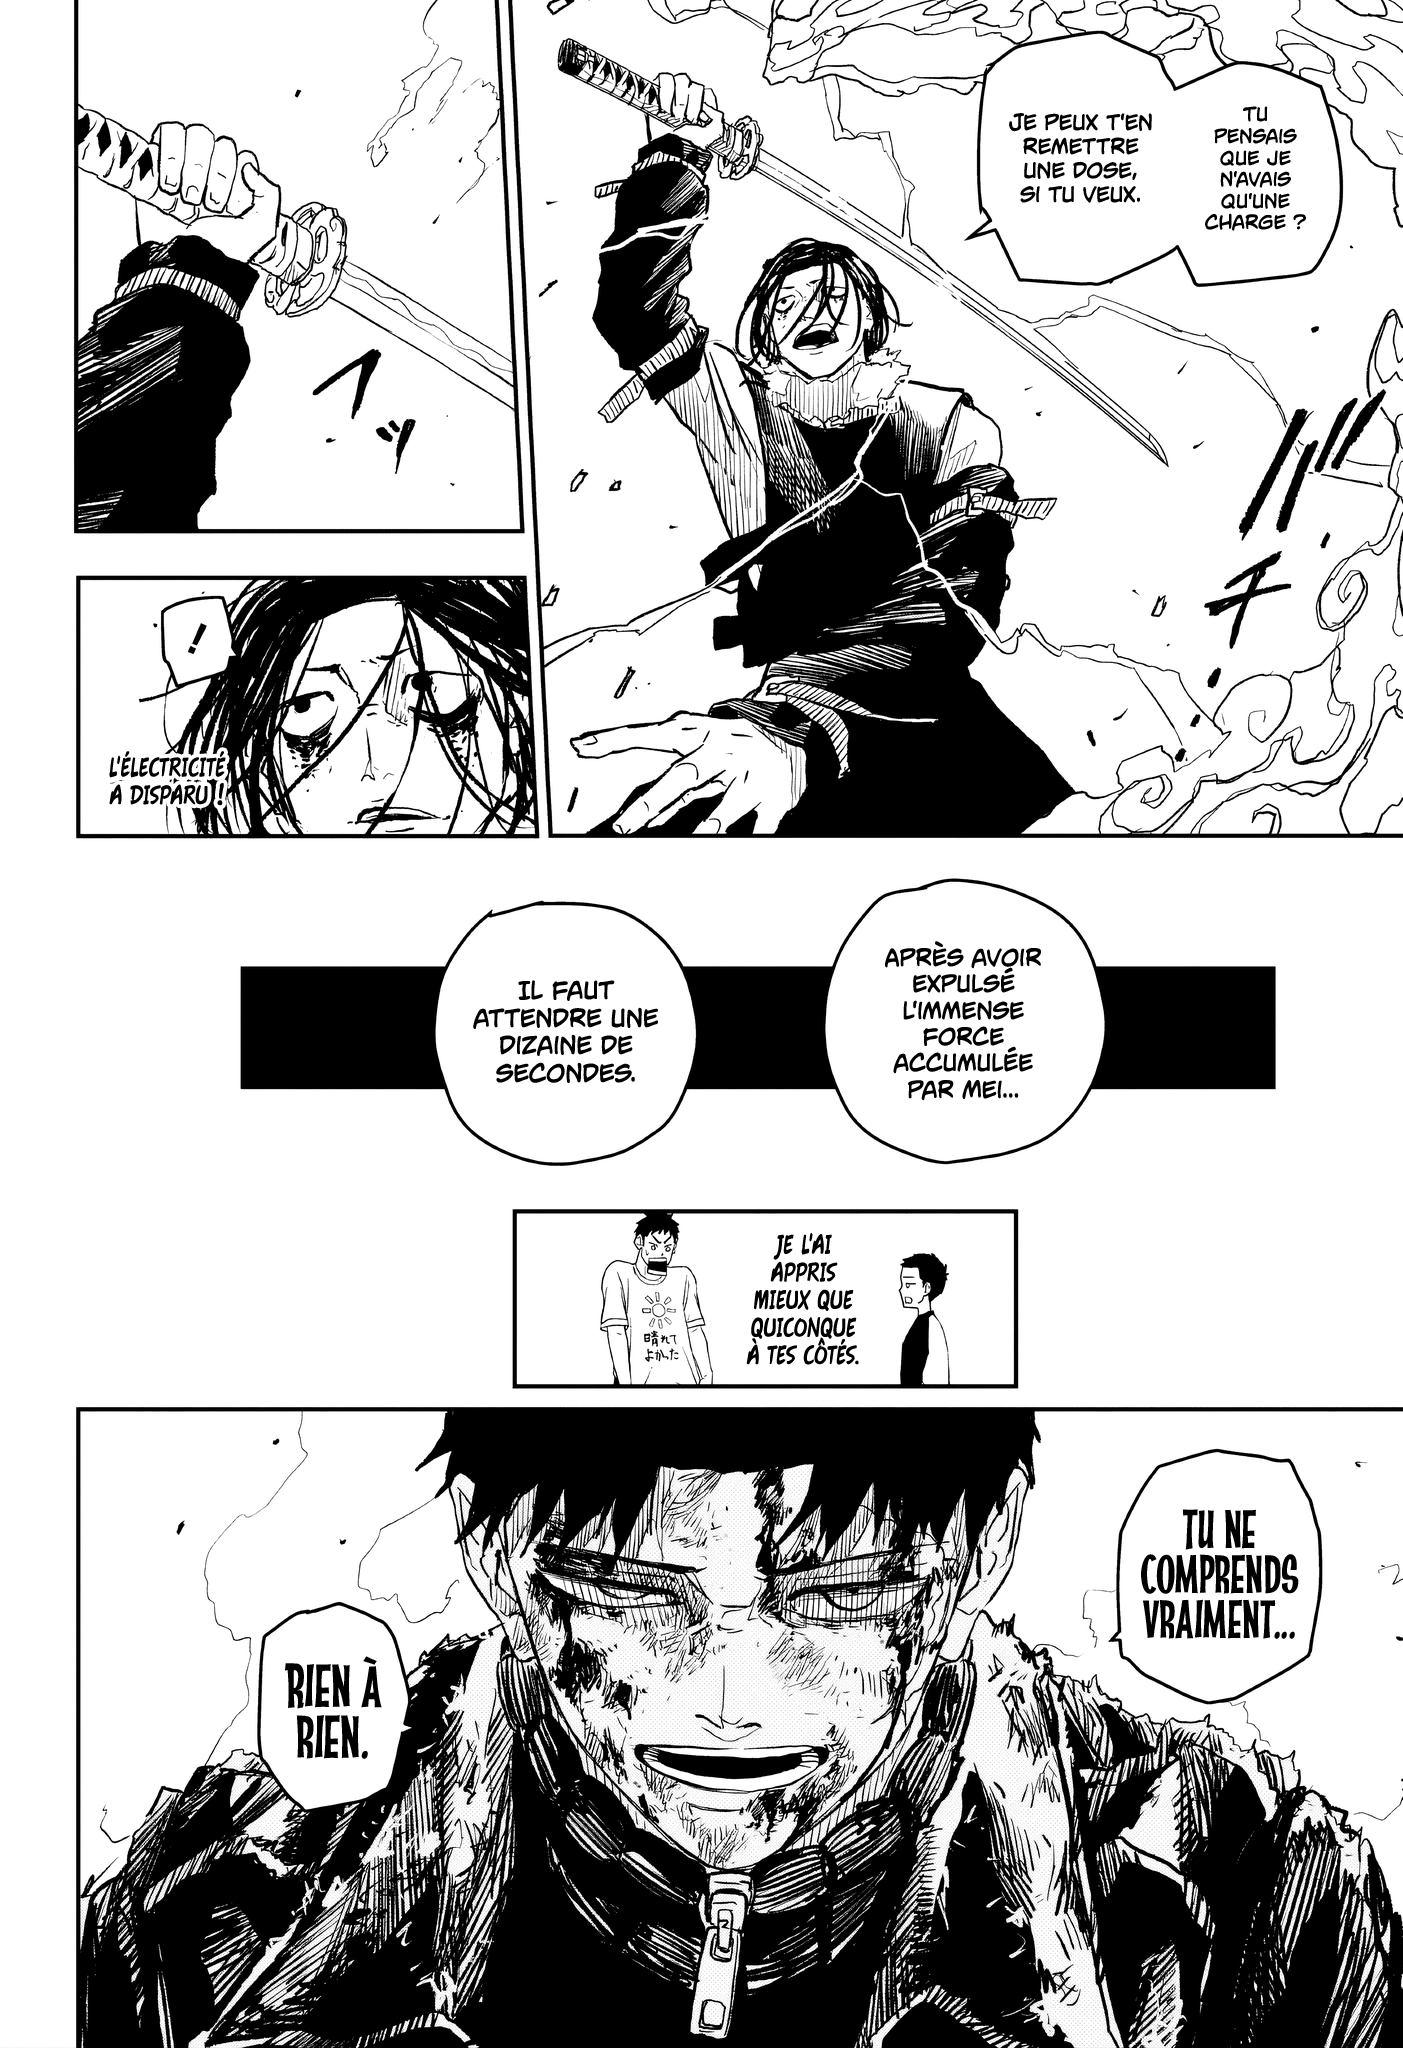 TU
PENSAIS
QUE JE
N'AVAIS
QU'UNE
CHARGE ?
JE PEUX T'EN
REMETTRE
UNE DOSE,
SI TU VEUX.
チ
バッ
!
L'ÉLECTRICITÉ
A DISPARU !
APRÈS AVOIR
EXPULSÉ
L'IMMENSE
FORCE
ACCUMULÉE
PAR MEI...
IL FAUT
ATTENDRE UNE
DIZAINE DE
SECONDES.
JE L'AI
APPRIS
MIEUX QUE
QUICONQUE
À TES CÔTÉS.
晴れて
よかった
TU NE
COMPRENDS
VRAIMENT...
RIEN À
RIEN.